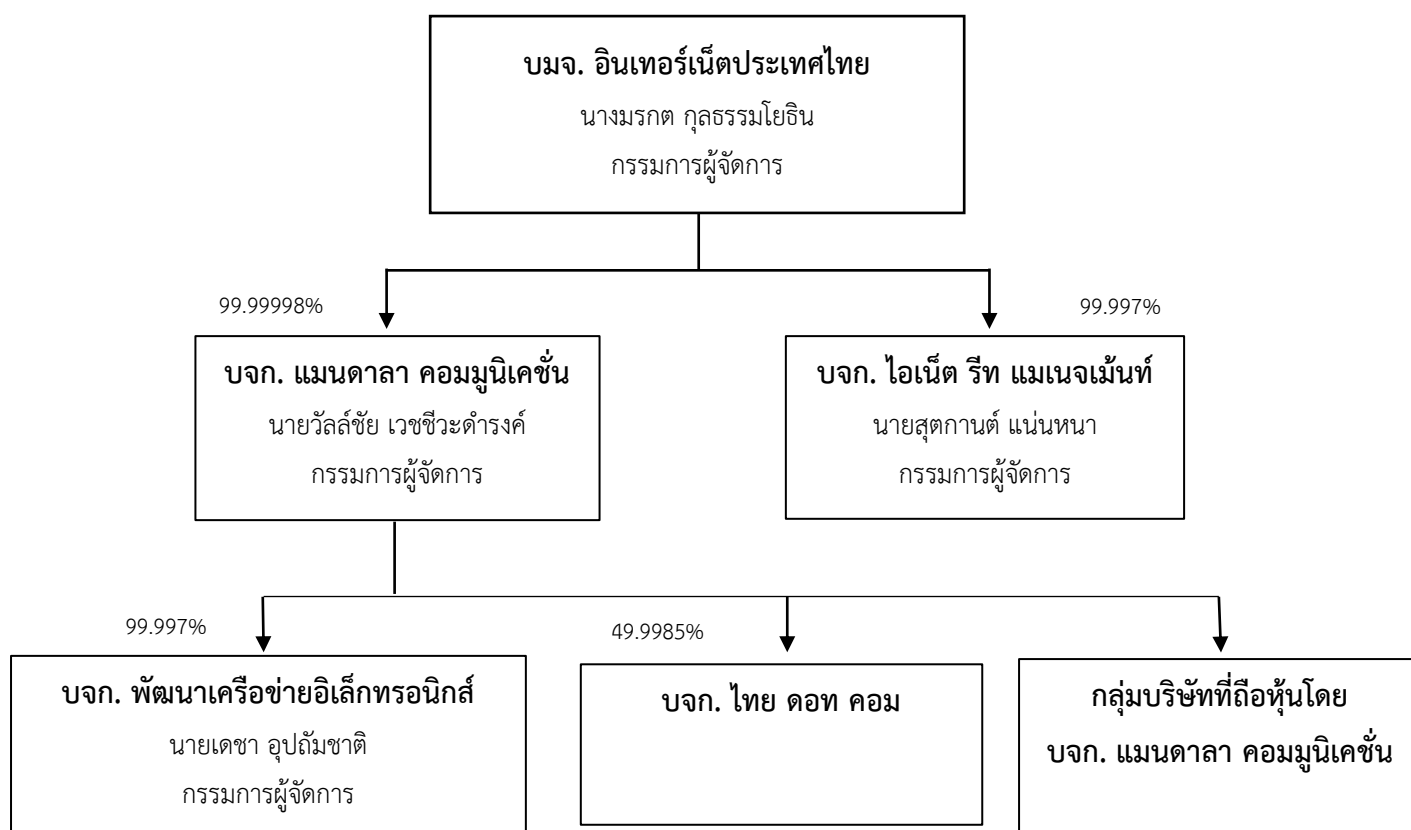 บมจ. อินเทอร์เน็ตประเทศไทย
นางมรกต กุลธรรมโยธิน
กรรมการผู้จัดการ
99.99998%
99.997%
บจก. แมนดาลา คอมมูนิเคชั่น
นายวัลล์ชัย เวชชีวะดำรงค์
กรรมการผู้จัดการ
บจก. ไอเน็ต รีท แมเนจเม้นท์
นายสุตกานต์ แน่นหนา
กรรมการผู้จัดการ
99.997%
49.9985%
บจก. พัฒนาเครือข่ายอิเล็กทรอนิกส์
นายเดชา อุปถัมชาติ
กรรมการผู้จัดการ
บจก. ไทย ดอท คอม
กลุ่มบริษัทที่ถือหุ้นโดย
บจก. แมนดาลา คอมมูนิเคชั่น